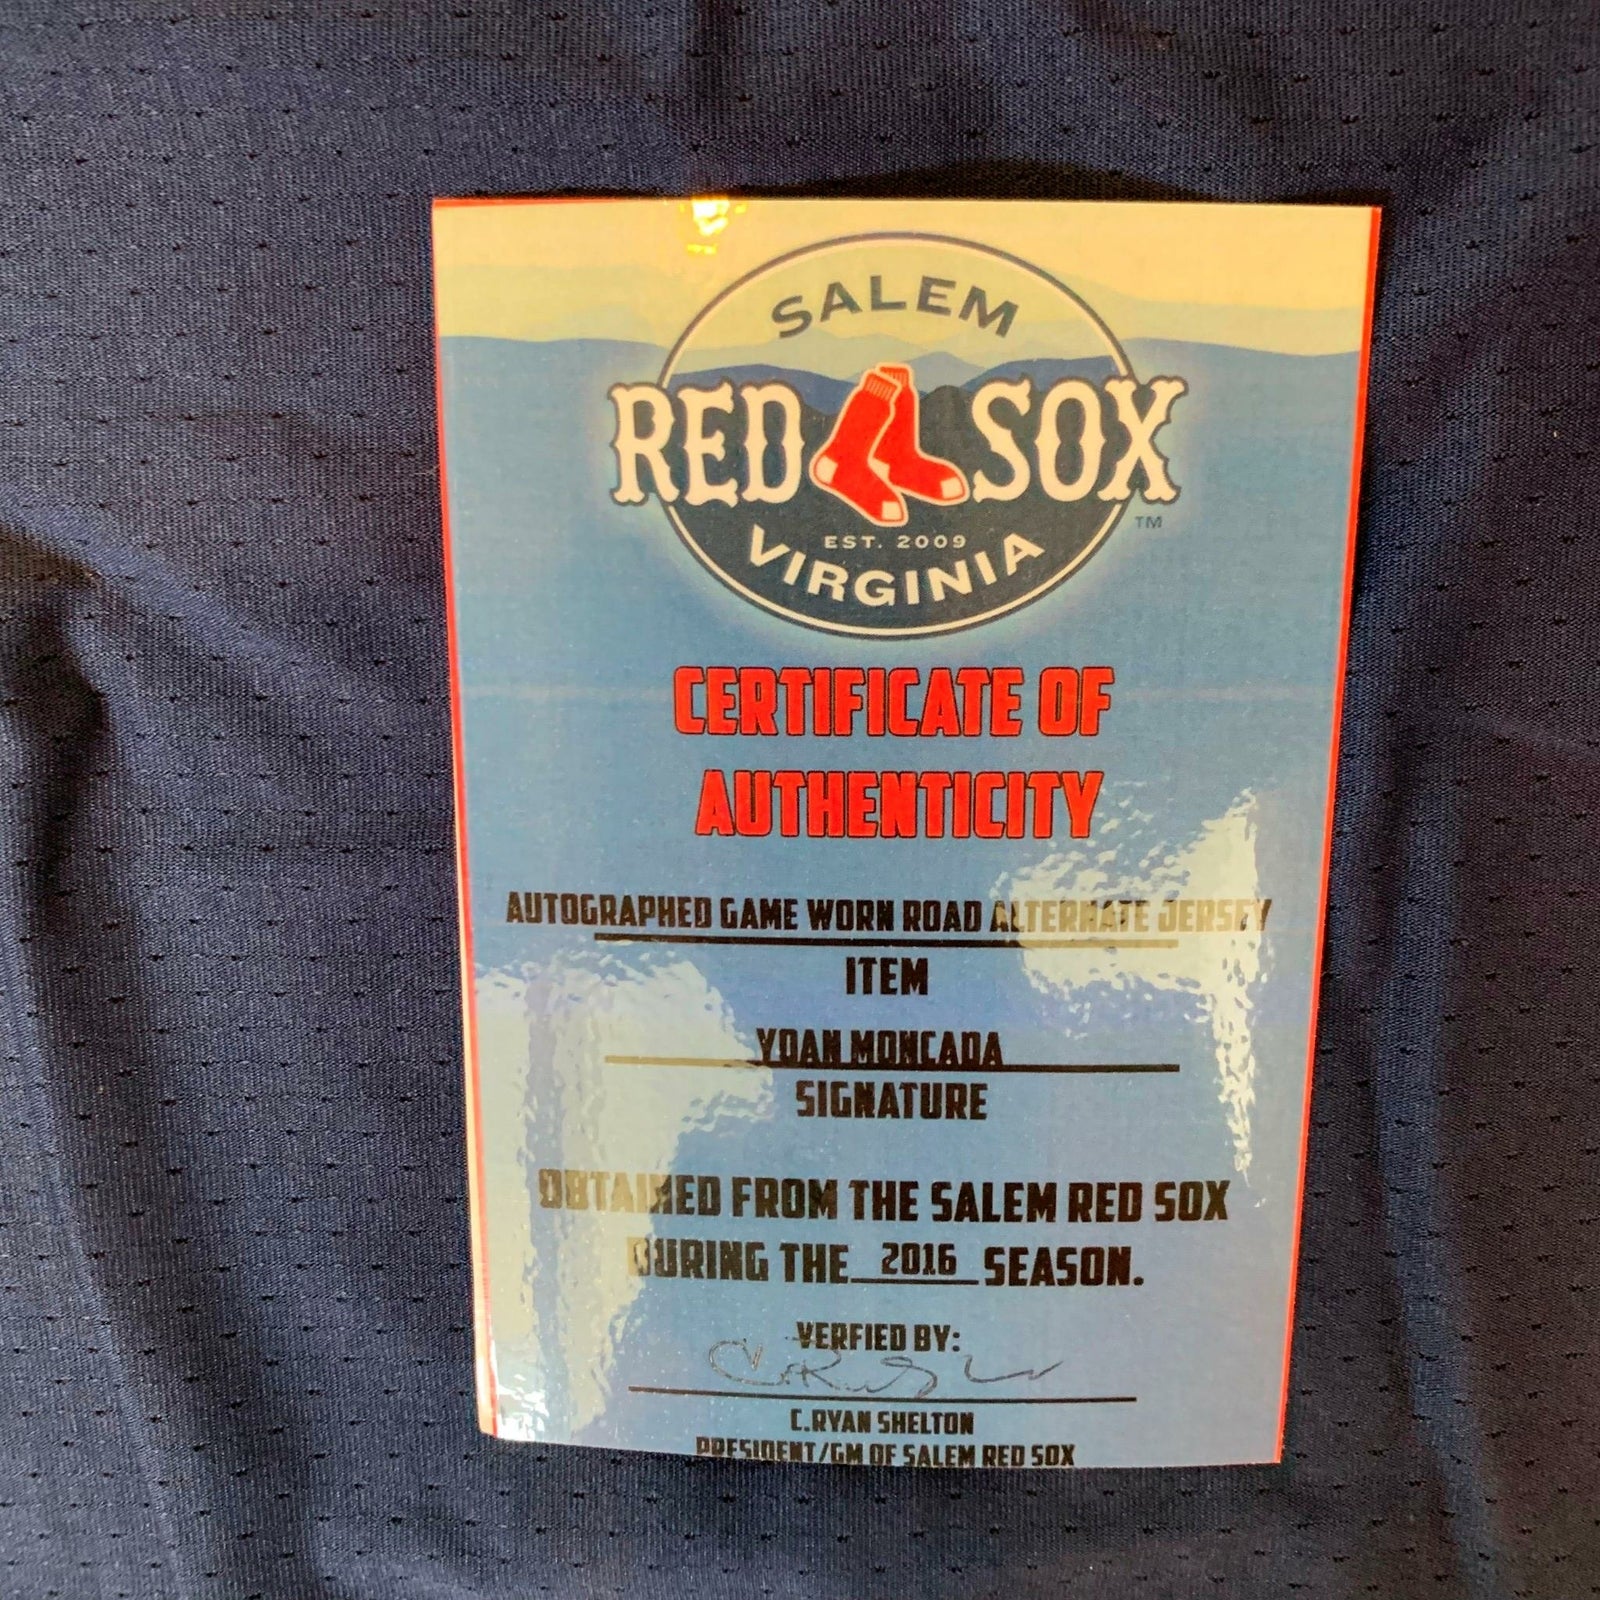 SALEM
RED SOX
TM
EST. 2009
VIRGINIA
CERTIFICATE OF
AUTHENTICITY
AUTOGRAPHED GAME WORN ROAD ALTERNATE JERSEY
ITEM
YOAN MONCADA
SIGNATURE
OBTAINED FROM THE SALEM RED SOX
DURING THE 2016 SEASON.
VERFIED BY:
C.RYAN SHELTON
PRESIDENT/GM OF SALEM RED SOX